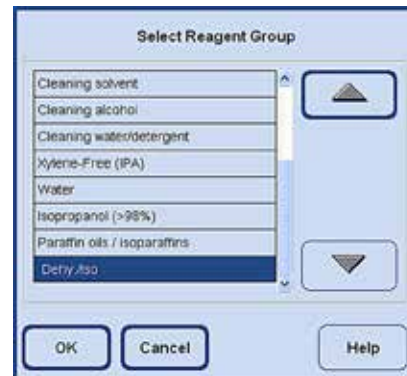 Select Reagent Group
Cleaning solvent
Cleaning alcohol
Cleaning water/detergent
Xylene-Free (IPA)
Water
Isopropanol (>98%)
Paraffin oils / isoparaffins
Dehy./Iso
OK
Cancel
Help